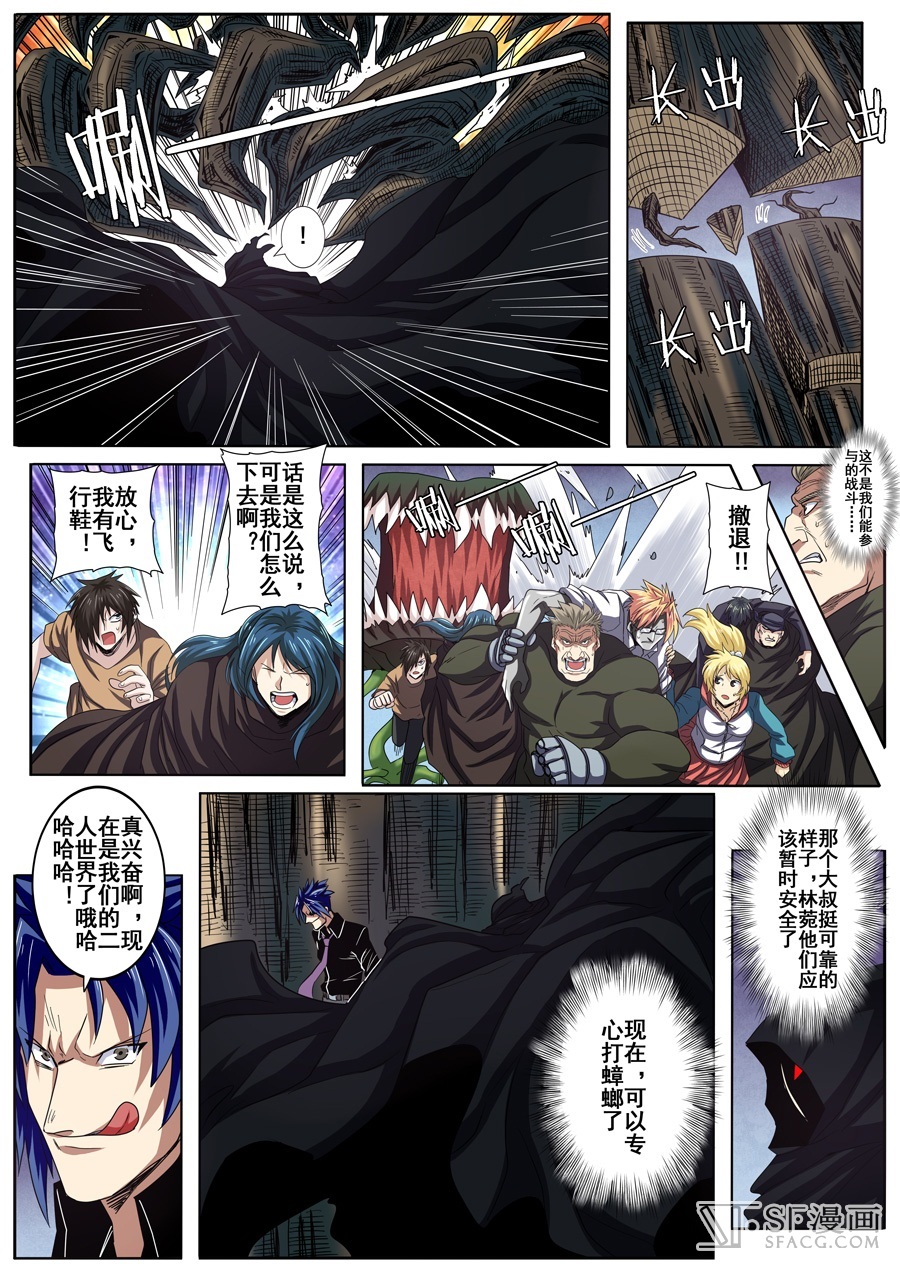 唰
！
长出
长出
长出
话是这么说，
可是我们怎么
下去啊？
放心，
我有飞
行鞋！
这不是我们能参
与的战斗……
撤
退！！
唰
唰
真兴奋啊，现
在是我们的二
人世界了哦哈
哈哈哈！
现在，可以专
心打蟑螂了
那个大叔挺可靠的
样子，林菀他们应
该暂时安全了
SF漫画
SFACG.COM